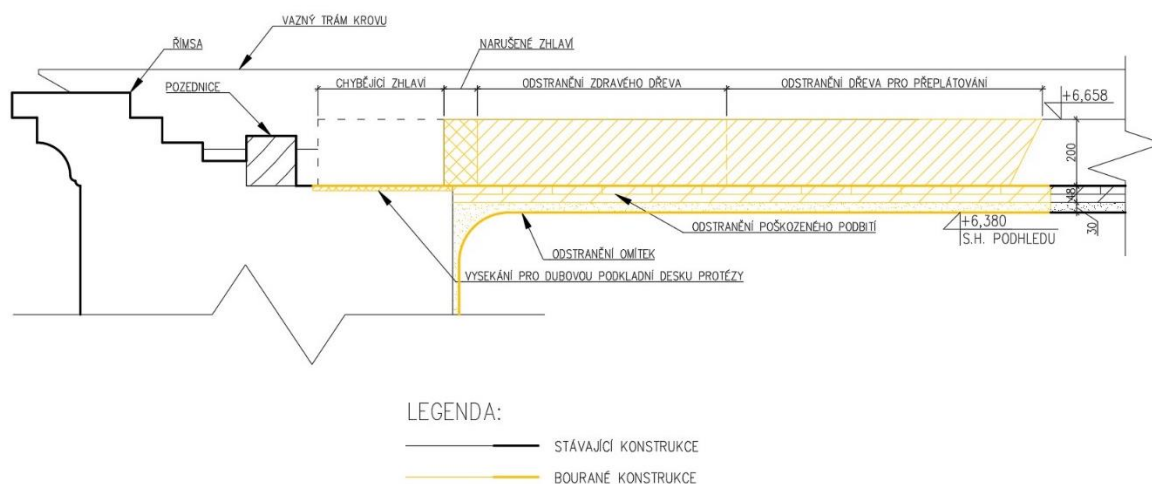 VAZNÝ TRÁM KROVU
ŘÍMSA
NARUŠENÉ ZHLAVÍ
POZEDNICE
CHYBĚJÍCÍ ZHLAVÍ
ODSTRANĚNÍ ZDRAVÉHO DŘEVA
ODSTRANĚNÍ DŘEVA PRO PŘEPLÁTOVÁNÍ
+6,658
200
48
30
ODSTRANĚNÍ POŠKOZENÉHO PODBITÍ
+6,380
S.H. PODHLEDU
ODSTRANĚNÍ OMÍTEK
VYSEKÁNÍ PRO DUBOVOU PODKLADNÍ DESKU PROTÉZY
LEGENDA:
STÁVAJÍCÍ KONSTRUKCE
BOURANÉ KONSTRUKCE